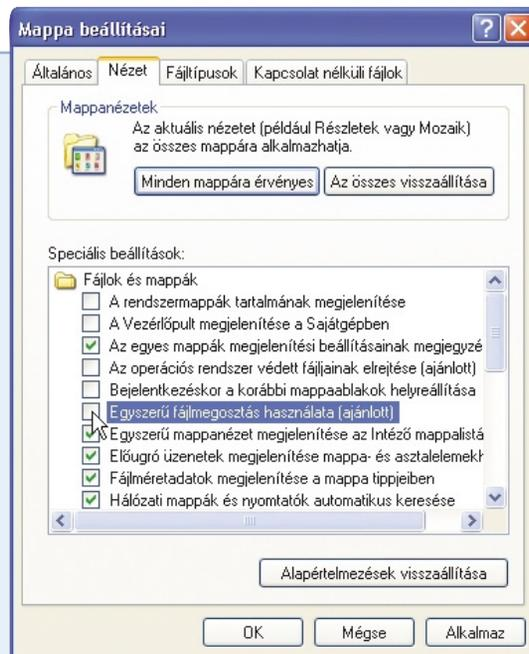 Mappa beállításai
Általános
Nézet
Fájltípusok
Kapcsolat nélküli fájlok
Mappanézetek
Az aktuális nézetet (például Részletek vagy Mozaik)
az összes mappára alkalmazhatja.
Minden mappára érvényes
Az összes visszaállítása
Speciális beállítások:
Fájlok és mappák
A rendszermappák tartalmának megjelenítése
A Vezérlőpult megjelenítése a Sajátgépben
Az egyes mappák megjelenítési beállításainak megjegyzé
Az operációs rendszer védett fájljainak elrejtése (ajánlott)
Bejelentkezéskor a korábbi mappaablakok helyreállítása
Egyszerű fájlmegosztás használata (ajánlott)
Egyszerű mappanézet megjelenítése az Intéző mappalistá
Előugró üzenetek megjelenítése mappa- és asztalelemekh
Fájlméretadatok megjelenítése a mappa tippjeiben
Hálózati mappák és nyomtatók automatikus keresése
Alapértelmezések visszaállítása
OK
Mégse
Alkalmaz